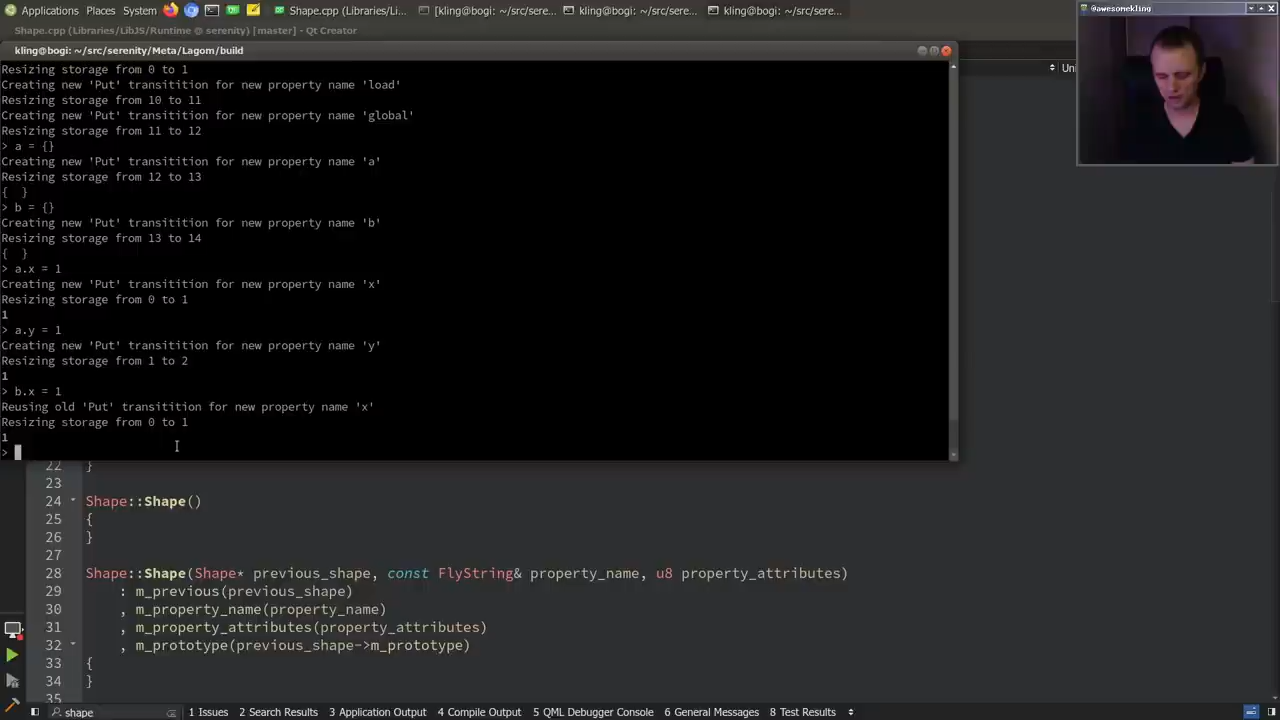 Applications Places System Shape.cpp (Libraries/Li... [kling@bogi: ~/src/sere... kling@bogi: ~/src/sere... kling@bogi: ~/src/sere...
Shape.cpp (Libraries/LibJS/Runtime @ serenity) [master] - Qt Creator
@awesomekling
kling@bogi: ~/src/serenity/Meta/Lagom/build
Uni
Resizing storage from 0 to 1
Creating new 'Put' transitition for new property name 'load'
Resizing storage from 10 to 11
Creating new 'Put' transitition for new property name 'global'
Resizing storage from 11 to 12
> a = {}
Creating new 'Put' transitition for new property name 'a'
Resizing storage from 12 to 13
{  }
> b = {}
Creating new 'Put' transitition for new property name 'b'
Resizing storage from 13 to 14
{  }
> a.x = 1
Creating new 'Put' transitition for new property name 'x'
Resizing storage from 0 to 1
1
> a.y = 1
Creating new 'Put' transitition for new property name 'y'
Resizing storage from 1 to 2
1
> b.x = 1
Reusing old 'Put' transitition for new property name 'x'
Resizing storage from 0 to 1
1
>
22 }
23
24 Shape::Shape()
25 {
26 }
27
28 Shape::Shape(Shape* previous_shape, const FlyString& property_name, u8 property_attributes)
29 : m_previous(previous_shape)
30 , m_property_name(property_name)
31 , m_property_attributes(property_attributes)
32 , m_prototype(previous_shape->m_prototype)
33 {
34 }
35
shape 1 Issues 2 Search Results 3 Application Output 4 Compile Output 5 QML Debugger Console 6 General Messages 8 Test Results